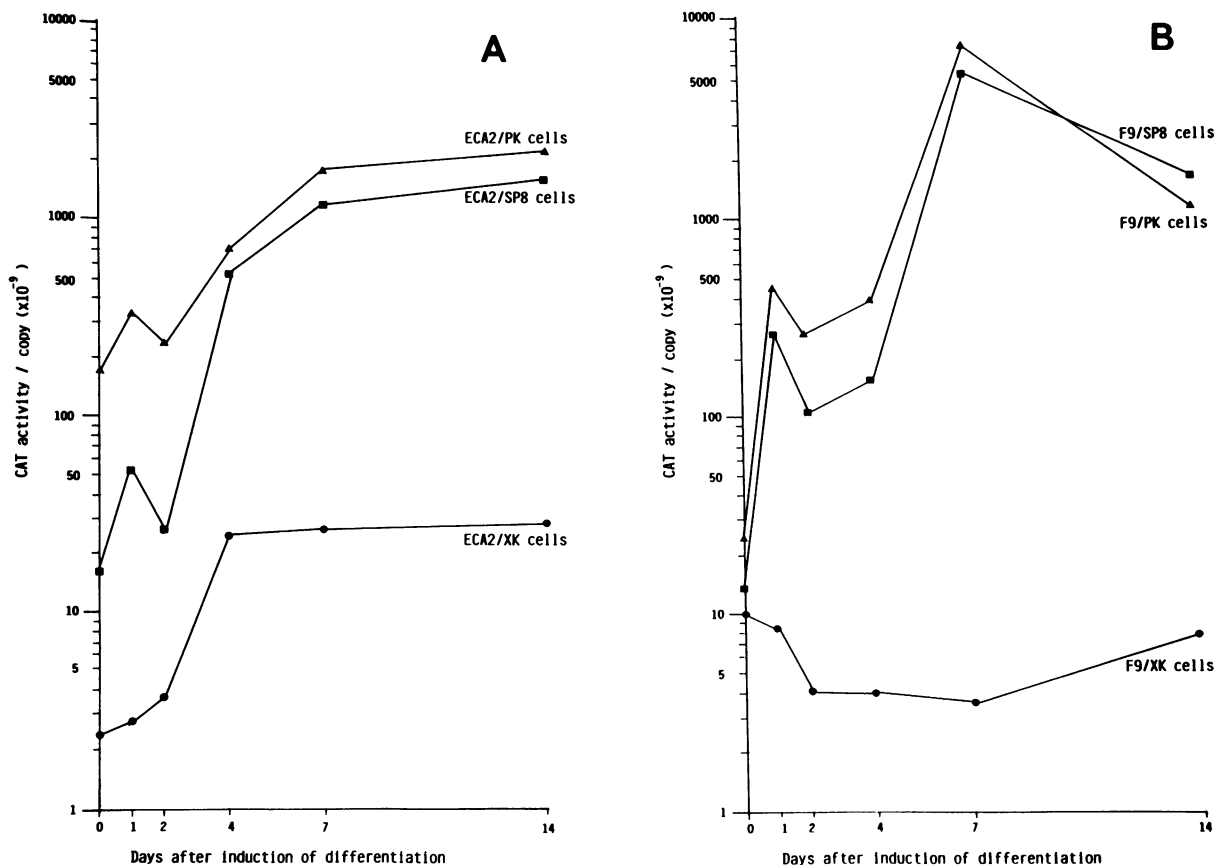 A
CAT activity / copy (x10⁻⁹)
10000
5000
1000
500
100
50
10
5
1
ECA2/PK cells
ECA2/SP8 cells
ECA2/XK cells
0 1 2 4 7 14
Days after induction of differentiation
B
CAT activity / copy (x10⁻⁹)
10000
5000
1000
500
100
50
10
5
1
F9/SP8 cells
F9/PK cells
F9/XK cells
0 1 2 4 7 14
Days after induction of differentiation